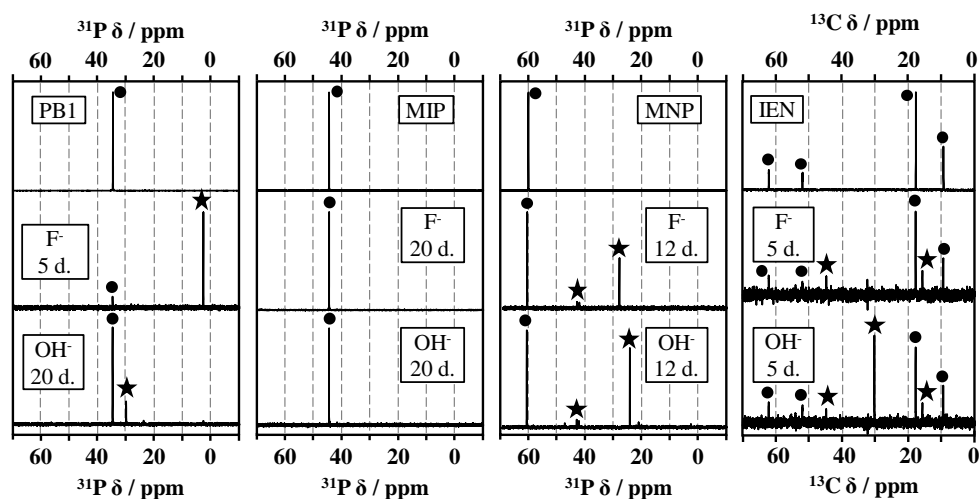 ³¹P δ / ppm ³¹P δ / ppm ³¹P δ / ppm ¹³C δ / ppm
60 40 20 0 60 40 20 0 60 40 20 0 60 40 20 0
PB1 MIP MNP IEN
F⁻ F⁻ F⁻ F⁻
5 d. 20 d. 12 d. 5 d.
OH⁻ OH⁻ OH⁻ OH⁻
20 d. 20 d. 12 d. 5 d.
60 40 20 0 60 40 20 0 60 40 20 0 60 40 20 0
³¹P δ / ppm ³¹P δ / ppm ³¹P δ / ppm ¹³C δ / ppm